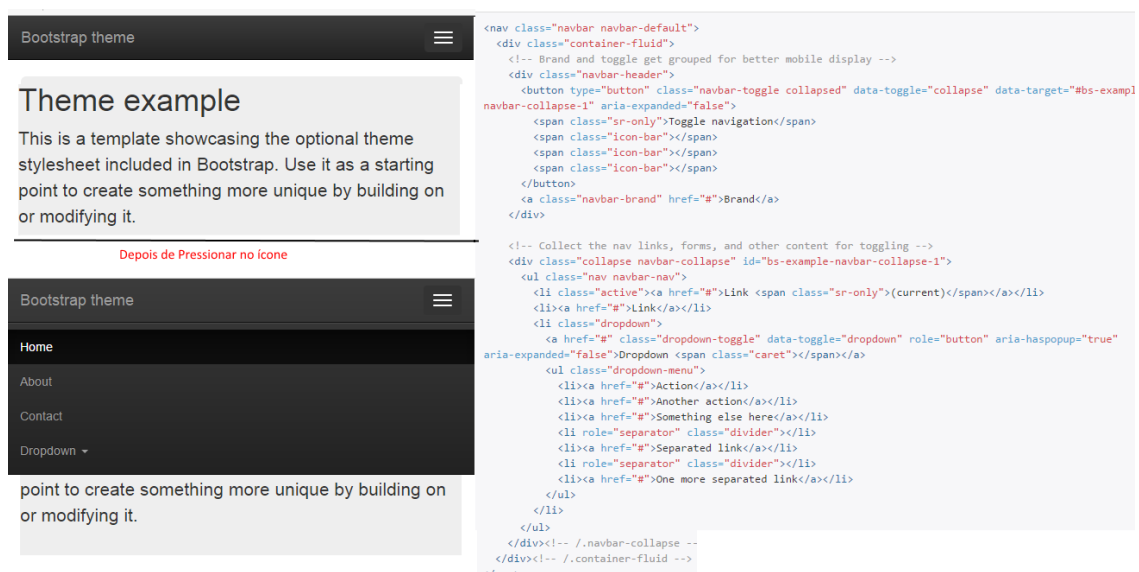 Bootstrap theme
Theme example
This is a template showcasing the optional theme
stylesheet included in Bootstrap. Use it as a starting
point to create something more unique by building on
or modifying it.
Depois de Pressionar no ícone
Bootstrap theme
Home
About
Contact
Dropdown
point to create something more unique by building on
or modifying it.
<nav class="navbar navbar-default">
<div class="container-fluid">
<!-- Brand and toggle get grouped for better mobile display -->
<div class="navbar-header">
<button type="button" class="navbar-toggle collapsed" data-toggle="collapse" data-target="#bs-exampl
navbar-collapse-1" aria-expanded="false">
<span class="sr-only">Toggle navigation</span>
<span class="icon-bar"></span>
<span class="icon-bar"></span>
<span class="icon-bar"></span>
</button>
<a class="navbar-brand" href="#">Brand</a>
</div>
<!-- Collect the nav links, forms, and other content for toggling -->
<div class="collapse navbar-collapse" id="bs-example-navbar-collapse-1">
<ul class="nav navbar-nav">
<li class="active"><a href="#">Link <span class="sr-only">(current)</span></a></li>
<li><a href="#">Link</a></li>
<li class="dropdown">
<a href="#" class="dropdown-toggle" data-toggle="dropdown" role="button" aria-haspopup="true"
aria-expanded="false">Dropdown <span class="caret"></span></a>
<ul class="dropdown-menu">
<li><a href="#">Action</a></li>
<li><a href="#">Another action</a></li>
<li><a href="#">Something else here</a></li>
<li role="separator" class="divider"></li>
<li><a href="#">Separated link</a></li>
<li role="separator" class="divider"></li>
<li><a href="#">One more separated link</a></li>
</ul>
</li>
</ul>
</div><!-- /.navbar-collapse --
</div><!-- /.container-fluid -->